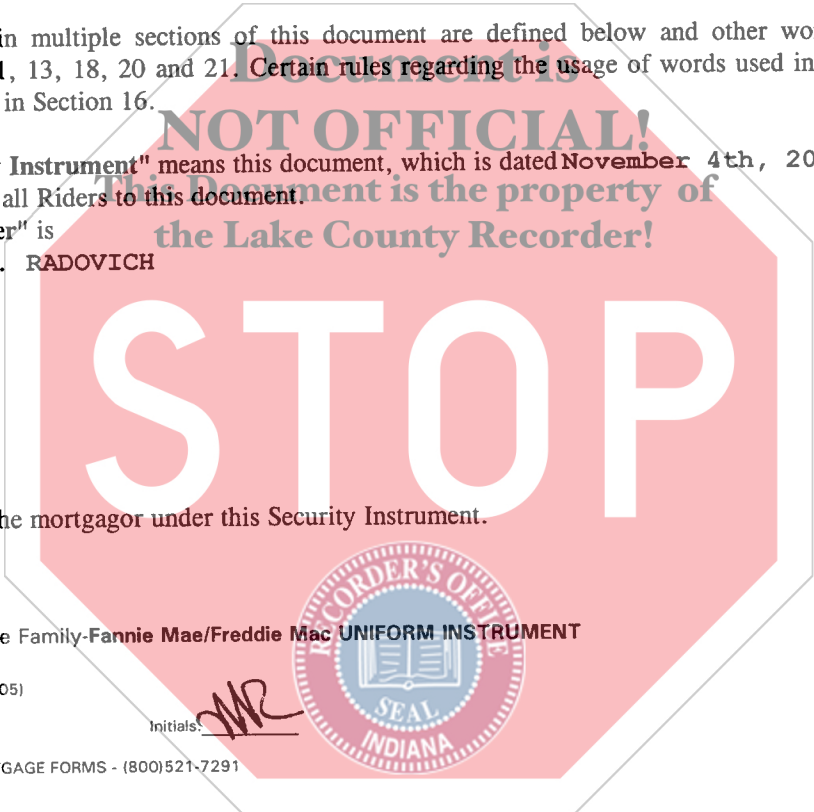 in multiple sections of this document are defined below and other
, 13, 18, 20 and 21. Certain rules regarding the usage of words used in
in Section 16.
Document is
NOT OFFICIAL!
This Document is the property of
the Lake County Recorder!
Instrument" means this document, which is dated November 4th, 20
all Riders to this document.
er" is
. RADOVICH
STOP
he mortgagor under this Security Instrument.
e Family-Fannie Mae/Freddie Mac UNIFORM INSTRUMENT
05)
Initials: MR
GAGE FORMS - (800)521-7291
RECORDER'S OFFICE
SEAL
INDIANA